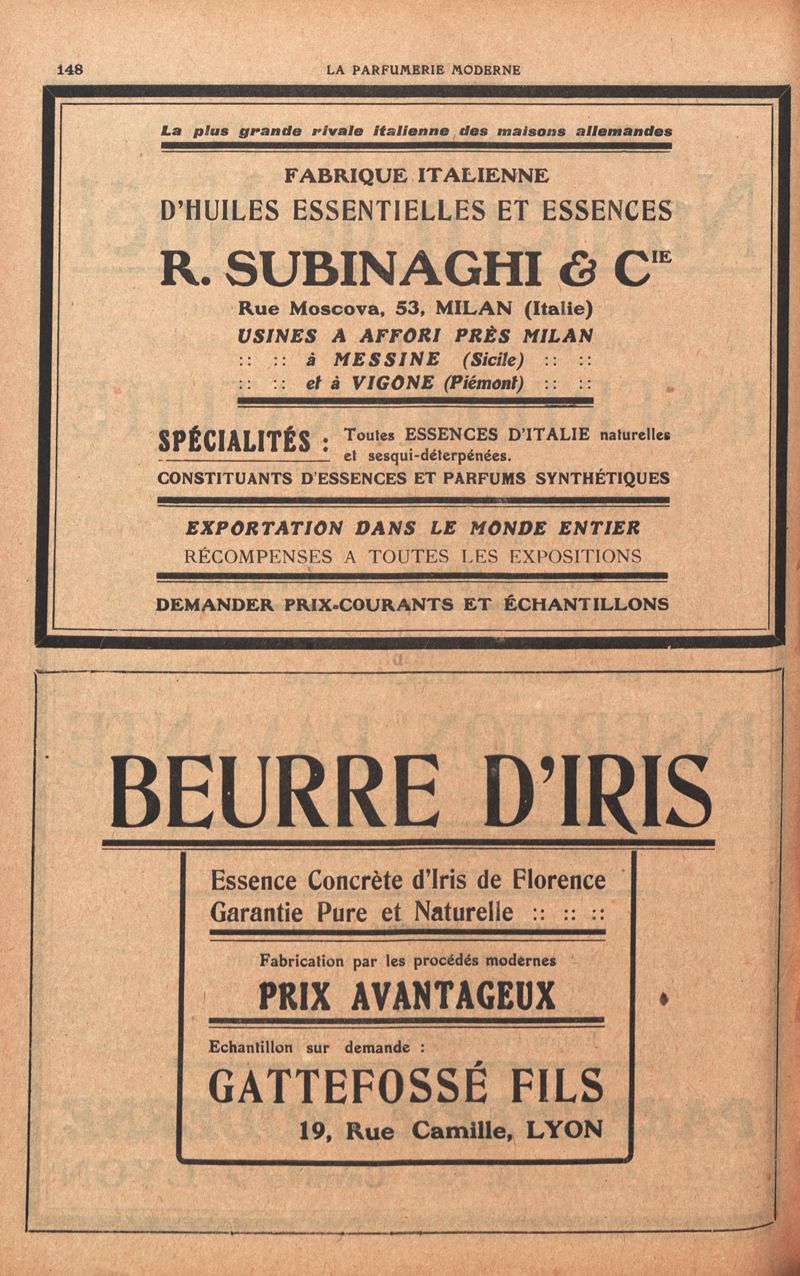 148
LA PARFUMERIE MODERNE
La plus grande rivale italienne des maisons allemandes
FABRIQUE ITALIENNE
D'HUILES ESSENTIELLES ET ESSENCES
R. SUBINAGHI & CIE
Rue Moscova, 53, MILAN (Italie)
USINES A AFFORI PRÈS MILAN
:: :: à MESSINE (Sicile) :: ::
:: :: et à VIGONE (Piémont) :: ::
SPÉCIALITÉS : Toutes ESSENCES D'ITALIE naturelles
et sesqui-déterpénées.
CONSTITUANTS D'ESSENCES ET PARFUMS SYNTHÉTIQUES
EXPORTATION DANS LE MONDE ENTIER
RÉCOMPENSES A TOUTES LES EXPOSITIONS
DEMANDER PRIX-COURANTS ET ÉCHANTILLONS
BEURRE D'IRIS
Essence Concrète d'Iris de Florence
Garantie Pure et Naturelle :: :: ::
Fabrication par les procédés modernes
PRIX AVANTAGEUX
Echantillon sur demande :
GATTEFOSSÉ FILS
19, Rue Camille, LYON